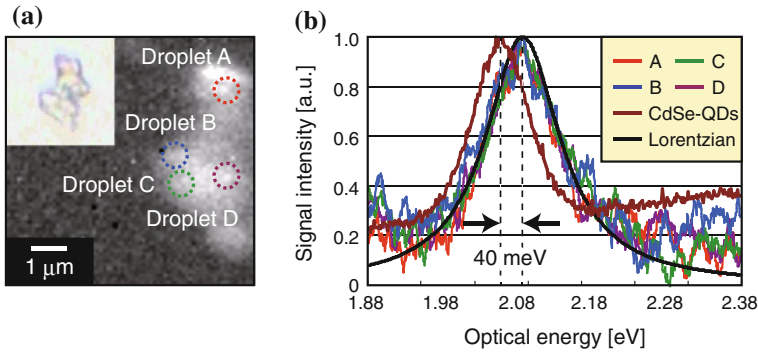 (a)
Droplet A
Droplet B
Droplet C
Droplet D
1 μm
(b)
Signal intensity [a.u.]
1.0
0.8
0.6
0.4
0.2
0
A C
B D
CdSe-QDs
Lorentzian
40 meV
1.88 1.98 2.08 2.18 2.28 2.38
Optical energy [eV]